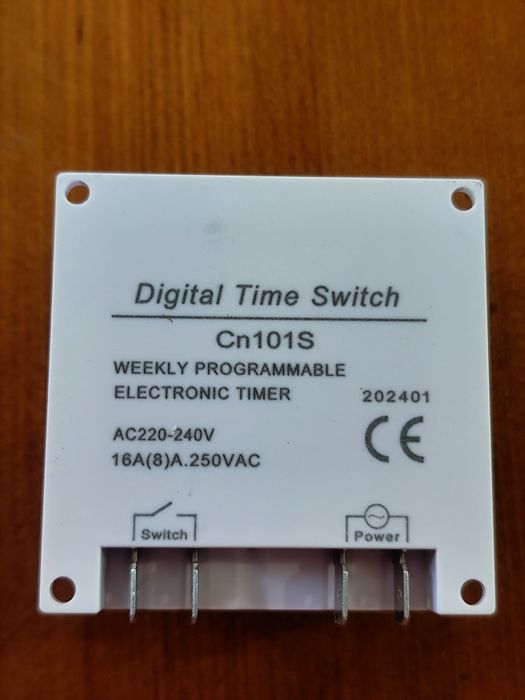 Digital Time Switch
Cn101S
WEEKLY PROGRAMMABLE
ELECTRONIC TIMER 202401
AC220-240V
CE
16A(8)A.250VAC
Switch Power